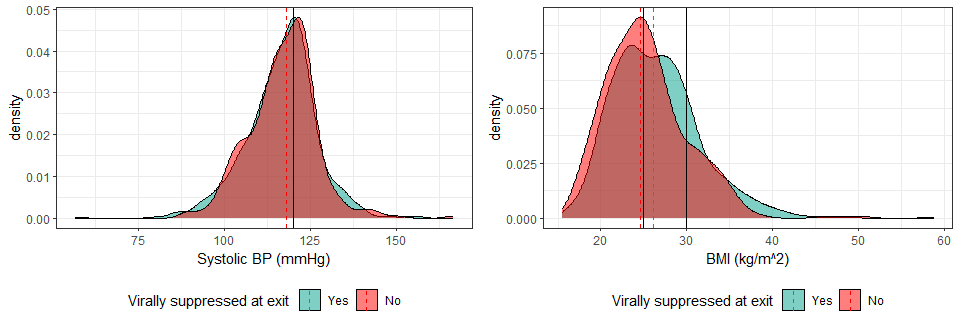 density
0.05
0.04
0.03
0.02
0.01
0.00
75 100 125 150
Systolic BP (mmHg)
Virally suppressed at exit Yes No
density
0.075
0.050
0.025
0.000
20 30 40 50 60
BMI (kg/m^2)
Virally suppressed at exit Yes No